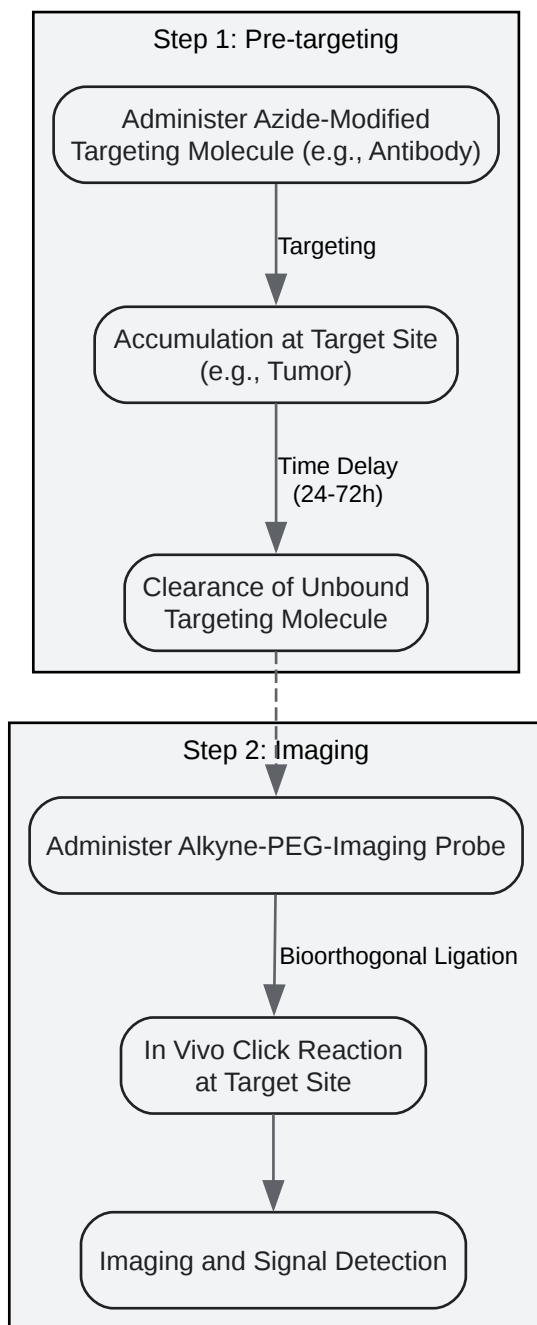 Step 1: Pre-targeting
Administer Azide-Modified
Targeting Molecule (e.g., Antibody)
Targeting
Accumulation at Target Site
(e.g., Tumor)
Time Delay
(24-72h)
Clearance of Unbound
Targeting Molecule
Step 2: Imaging
Administer Alkyne-PEG-Imaging Probe
Bioorthogonal Ligation
In Vivo Click Reaction
at Target Site
Imaging and Signal Detection